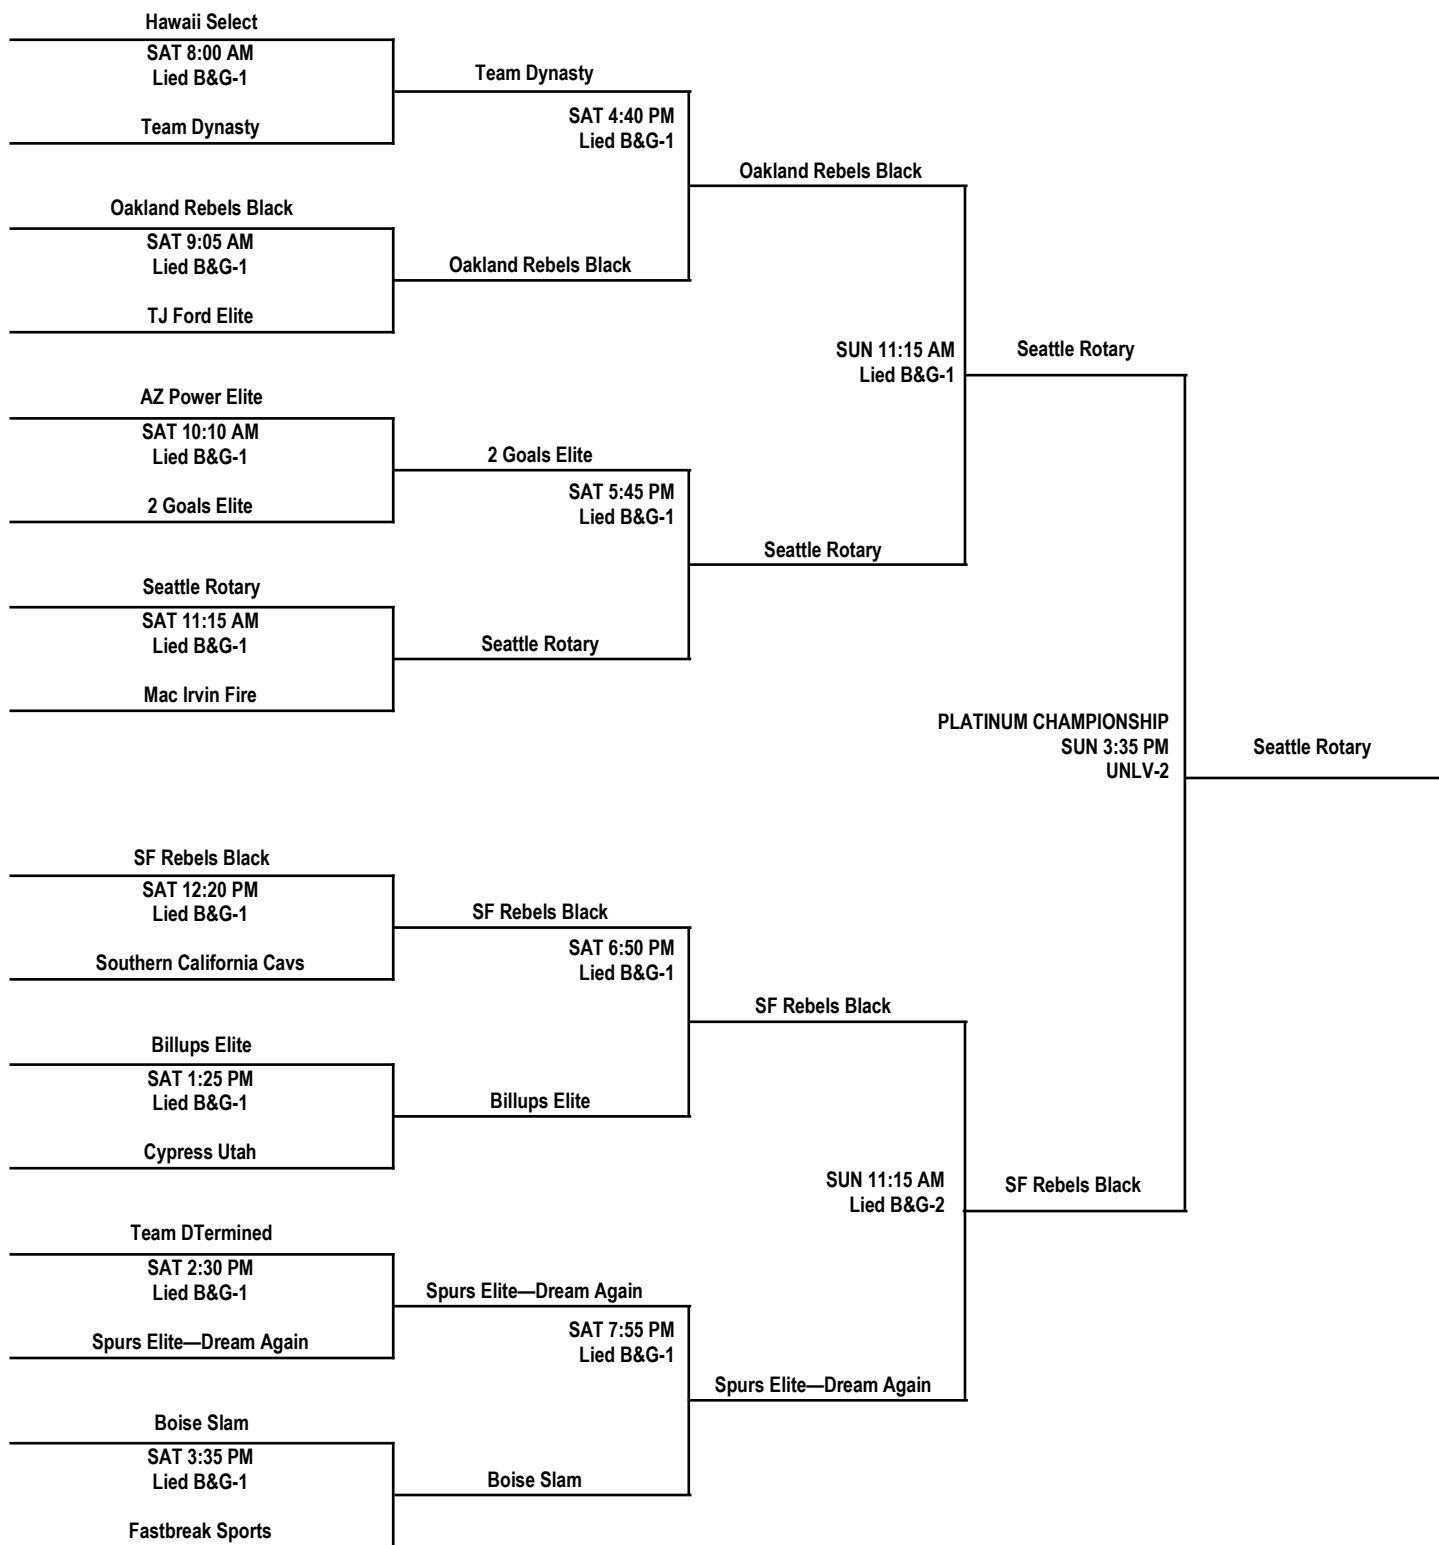 Hawaii Select
SAT 8:00 AM
Lied B&G-1
Team Dynasty
Team Dynasty
SAT 4:40 PM
Lied B&G-1
Oakland Rebels Black
Oakland Rebels Black
SAT 9:05 AM
Lied B&G-1
Oakland Rebels Black
TJ Ford Elite
SUN 11:15 AM
Lied B&G-1
Seattle Rotary
AZ Power Elite
SAT 10:10 AM
Lied B&G-1
2 Goals Elite
2 Goals Elite
SAT 5:45 PM
Lied B&G-1
Seattle Rotary
Seattle Rotary
SAT 11:15 AM
Lied B&G-1
Seattle Rotary
Mac Irvin Fire
PLATINUM CHAMPIONSHIP
SUN 3:35 PM
UNLV-2
Seattle Rotary
SF Rebels Black
SAT 12:20 PM
Lied B&G-1
SF Rebels Black
Southern California Cavs
SAT 6:50 PM
Lied B&G-1
SF Rebels Black
Billups Elite
SAT 1:25 PM
Lied B&G-1
Billups Elite
Cypress Utah
SUN 11:15 AM
Lied B&G-2
SF Rebels Black
Team DTermined
SAT 2:30 PM
Lied B&G-1
Spurs Elite—Dream Again
Spurs Elite—Dream Again
SAT 7:55 PM
Lied B&G-1
Spurs Elite—Dream Again
Boise Slam
SAT 3:35 PM
Lied B&G-1
Boise Slam
Fastbreak Sports